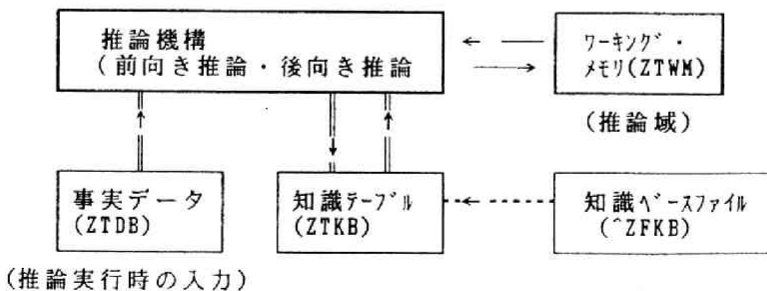 推論機構
(前向き推論・後向き推論
ワーキング・
メモリ(ZTWM)
(推論域)
事実データ
(ZTDB)
知識テーブル
(ZTKB)
知識ベースファイル
(^ZFKB)
(推論実行時の入力)